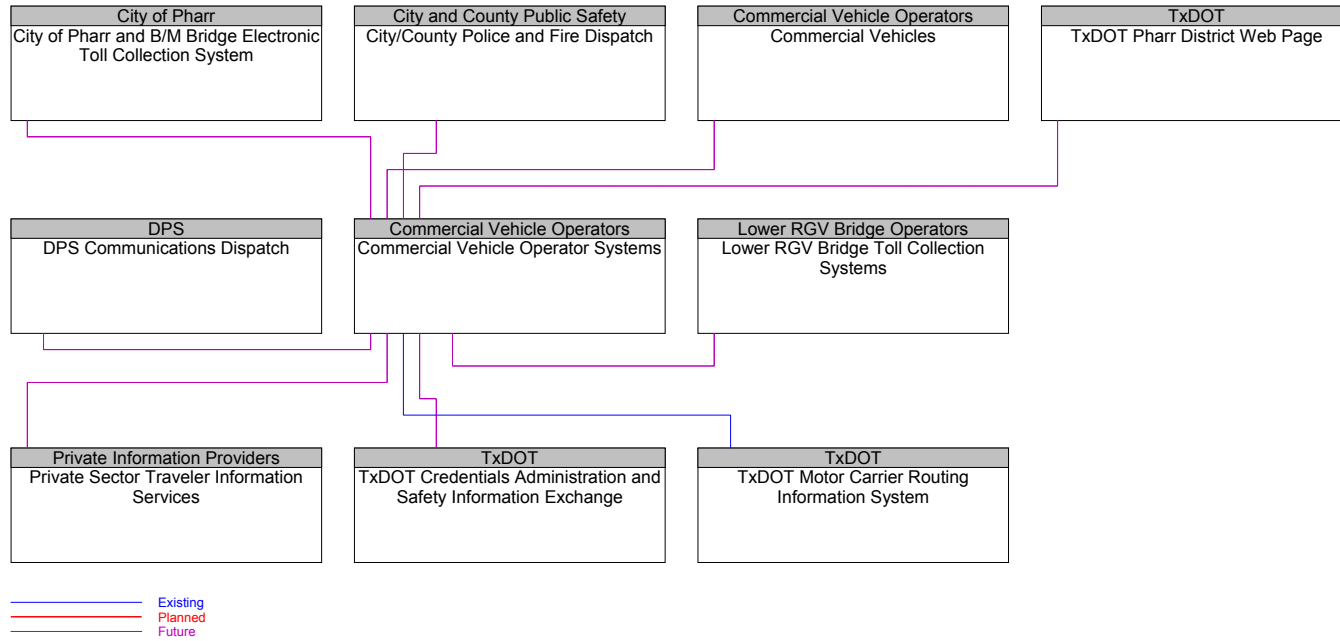 City of Pharr
City of Pharr and B/M Bridge Electronic
Toll Collection System
City and County Public Safety
City/County Police and Fire Dispatch
Commercial Vehicle Operators
Commercial Vehicles
TxDOT
TxDOT Pharr District Web Page
DPS
DPS Communications Dispatch
Commercial Vehicle Operators
Commercial Vehicle Operator Systems
Lower RGV Bridge Operators
Lower RGV Bridge Toll Collection
Systems
Private Information Providers
Private Sector Traveler Information
Services
TxDOT
TxDOT Credentials Administration and
Safety Information Exchange
TxDOT
TxDOT Motor Carrier Routing
Information System
Existing
Planned
Future